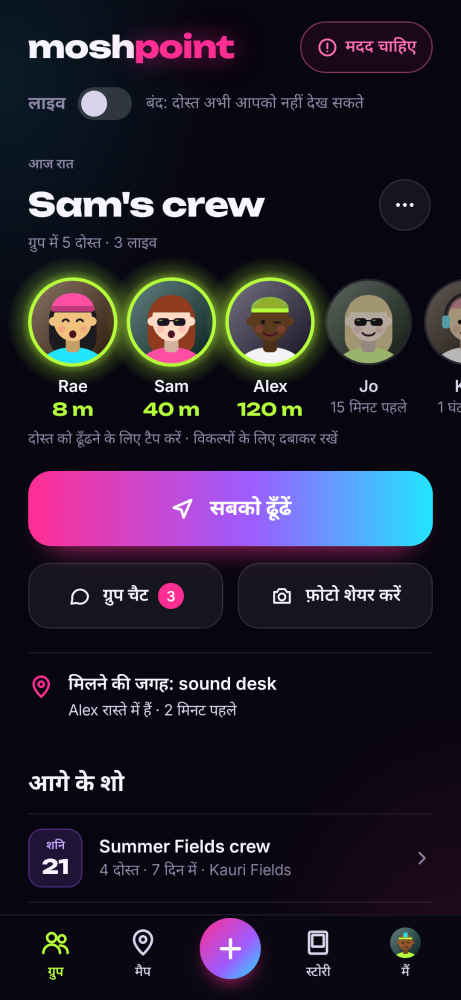 moshpoint
मदद चाहिए
लाइव
बंद: दोस्त अभी आपको नहीं देख सकते
आज रात
Sam's crew
ग्रुप में 5 दोस्त · 3 लाइव
Rae
Sam
Alex
Jo
8 m
40 m
120 m
15 मिनट पहले
दोस्त को ढूँढने के लिए टैप करें · विकल्पों के लिए दबाकर रखें
सबको ढूँढें
ग्रुप चैट 3
फ़ोटो शेयर करें
मिलने की जगह: sound desk
Alex रास्ते में हैं · 2 मिनट पहले
आगे के शो
शनि
21
Summer Fields crew
4 दोस्त · 7 दिन में · Kauri Fields
ग्रुप
मैप
स्टोरी
मैं